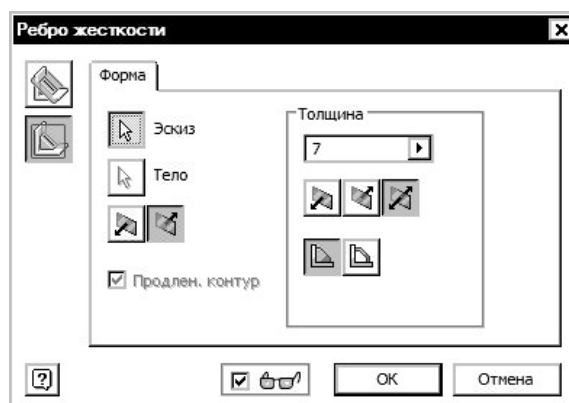 Ребро жесткости
Форма
Эскиз
Тело
Продлен. контур
Толщина
7
OK
Отмена